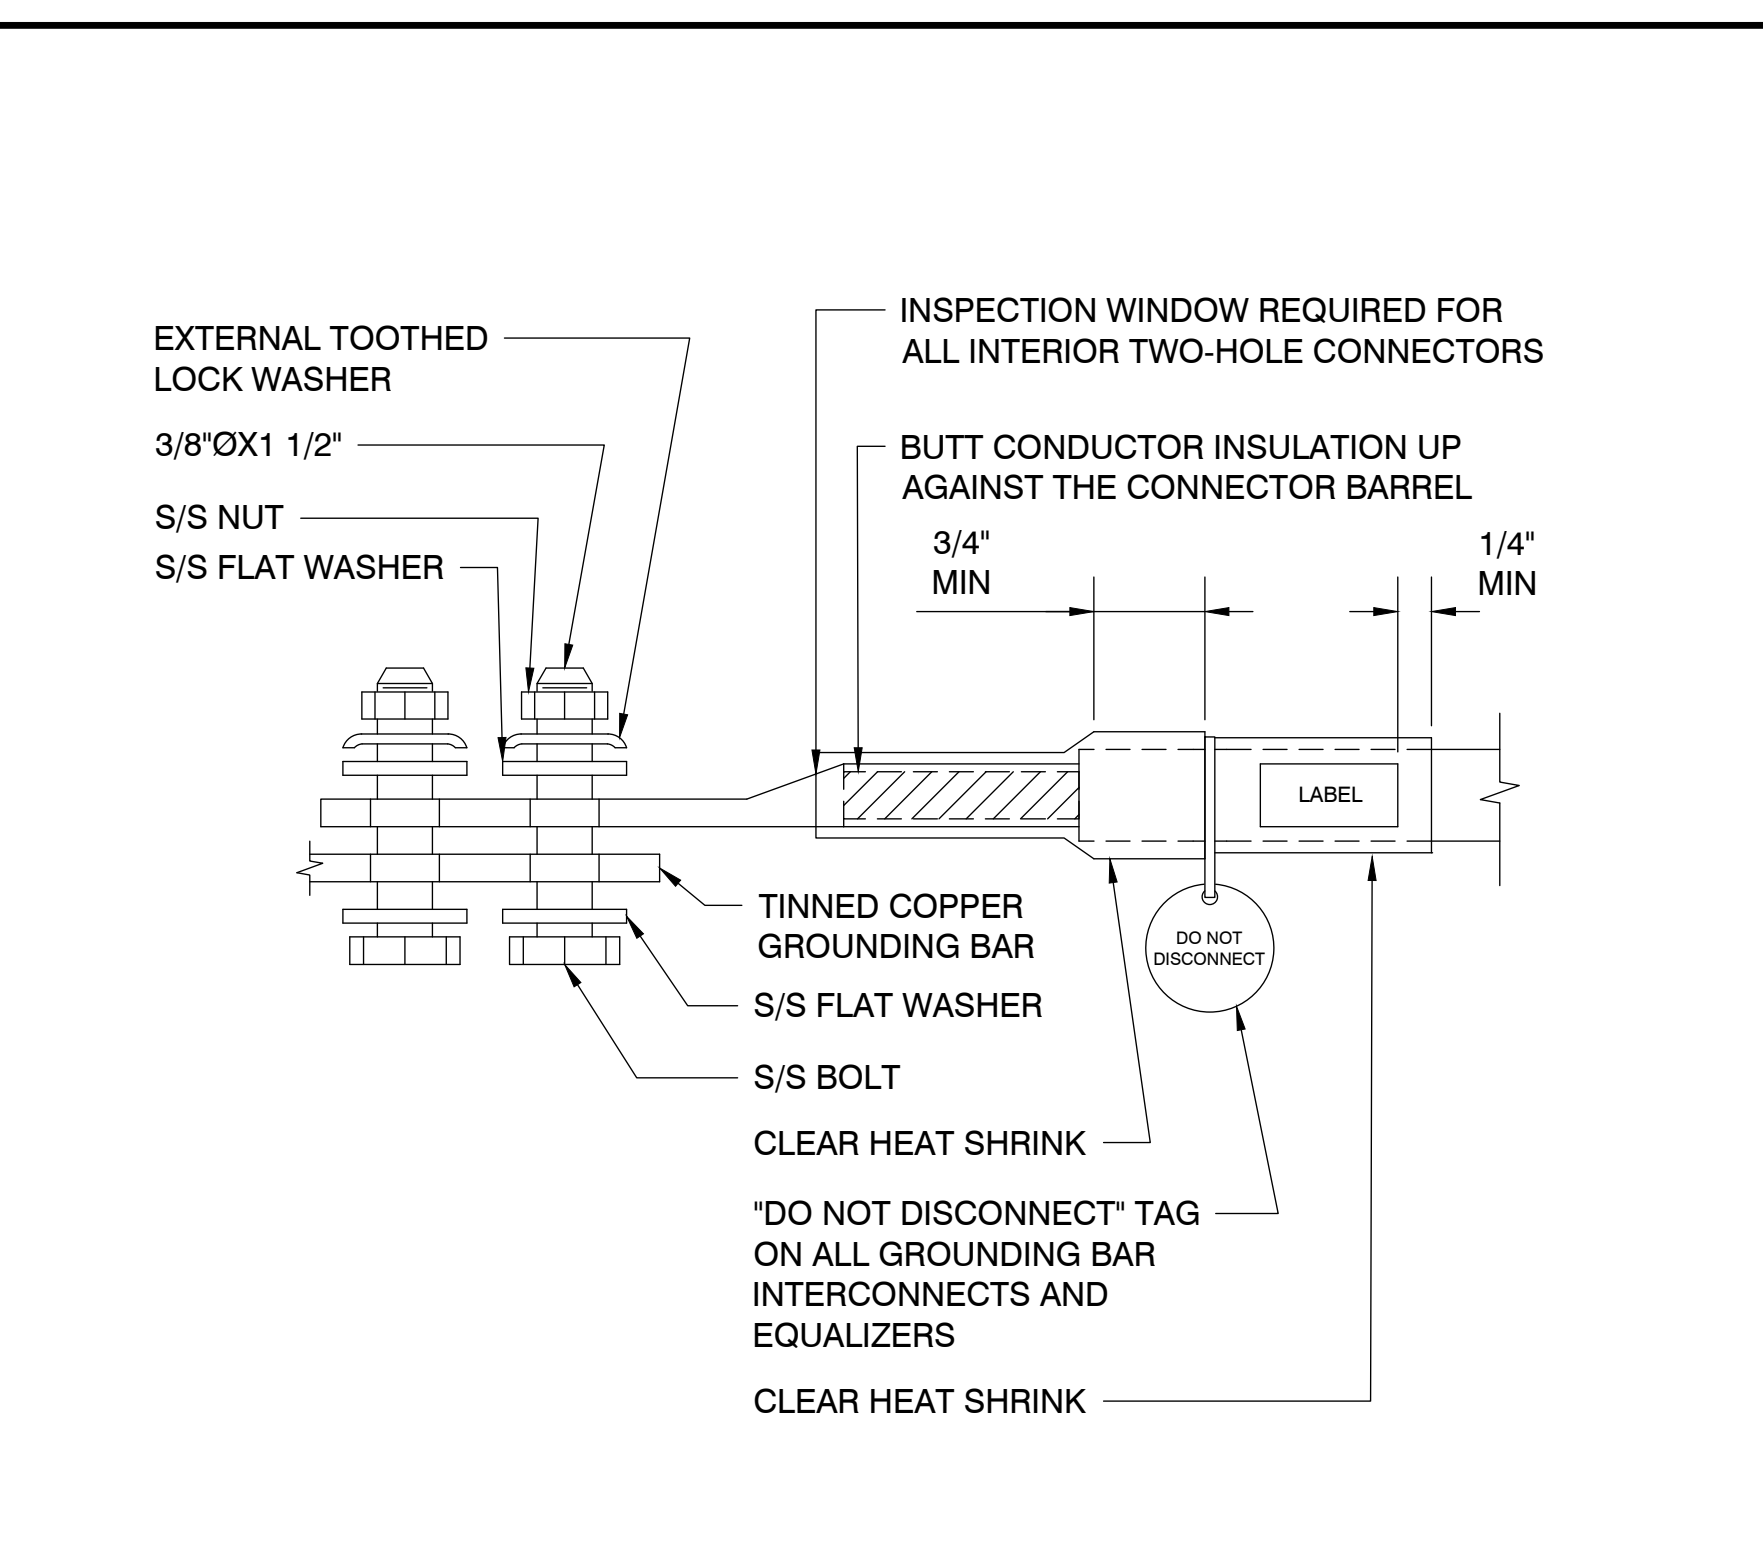 EXTERNAL TOOTHED
LOCK WASHER
3/8"ØX1 1/2"
S/S NUT
S/S FLAT WASHER
INSPECTION WINDOW REQUIRED FOR
ALL INTERIOR TWO-HOLE CONNECTORS
BUTT CONDUCTOR INSULATION UP
AGAINST THE CONNECTOR BARREL
3/4"
MIN
1/4"
MIN
LABEL
TINNED COPPER
GROUNDING BAR
DO NOT
DISCONNECT
S/S FLAT WASHER
S/S BOLT
CLEAR HEAT SHRINK
"DO NOT DISCONNECT" TAG
ON ALL GROUNDING BAR
INTERCONNECTS AND
EQUALIZERS
CLEAR HEAT SHRINK